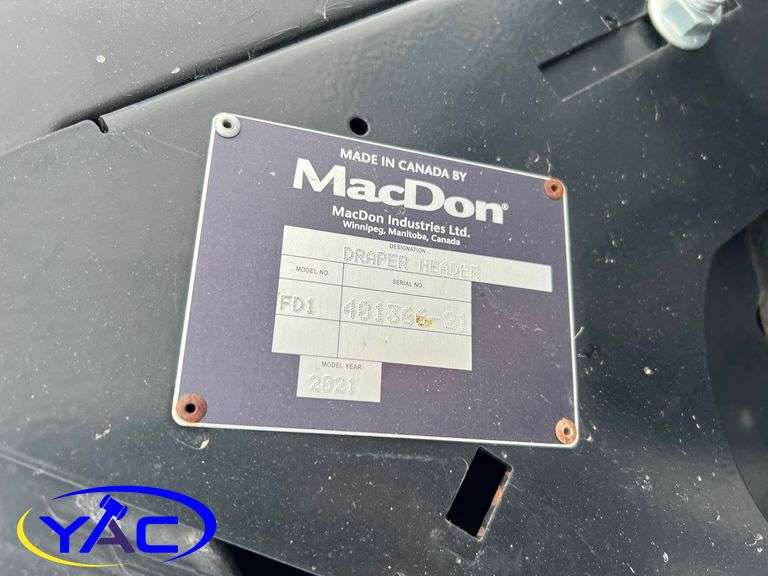 MADE IN CANADA BY
MacDon®
MacDon Industries Ltd.
Winnipeg, Manitoba, Canada
DESIGNATION
DRAPER HEADER
MODEL NO.
SERIAL NO.
FD1
MODEL YEAR
2021
YAC